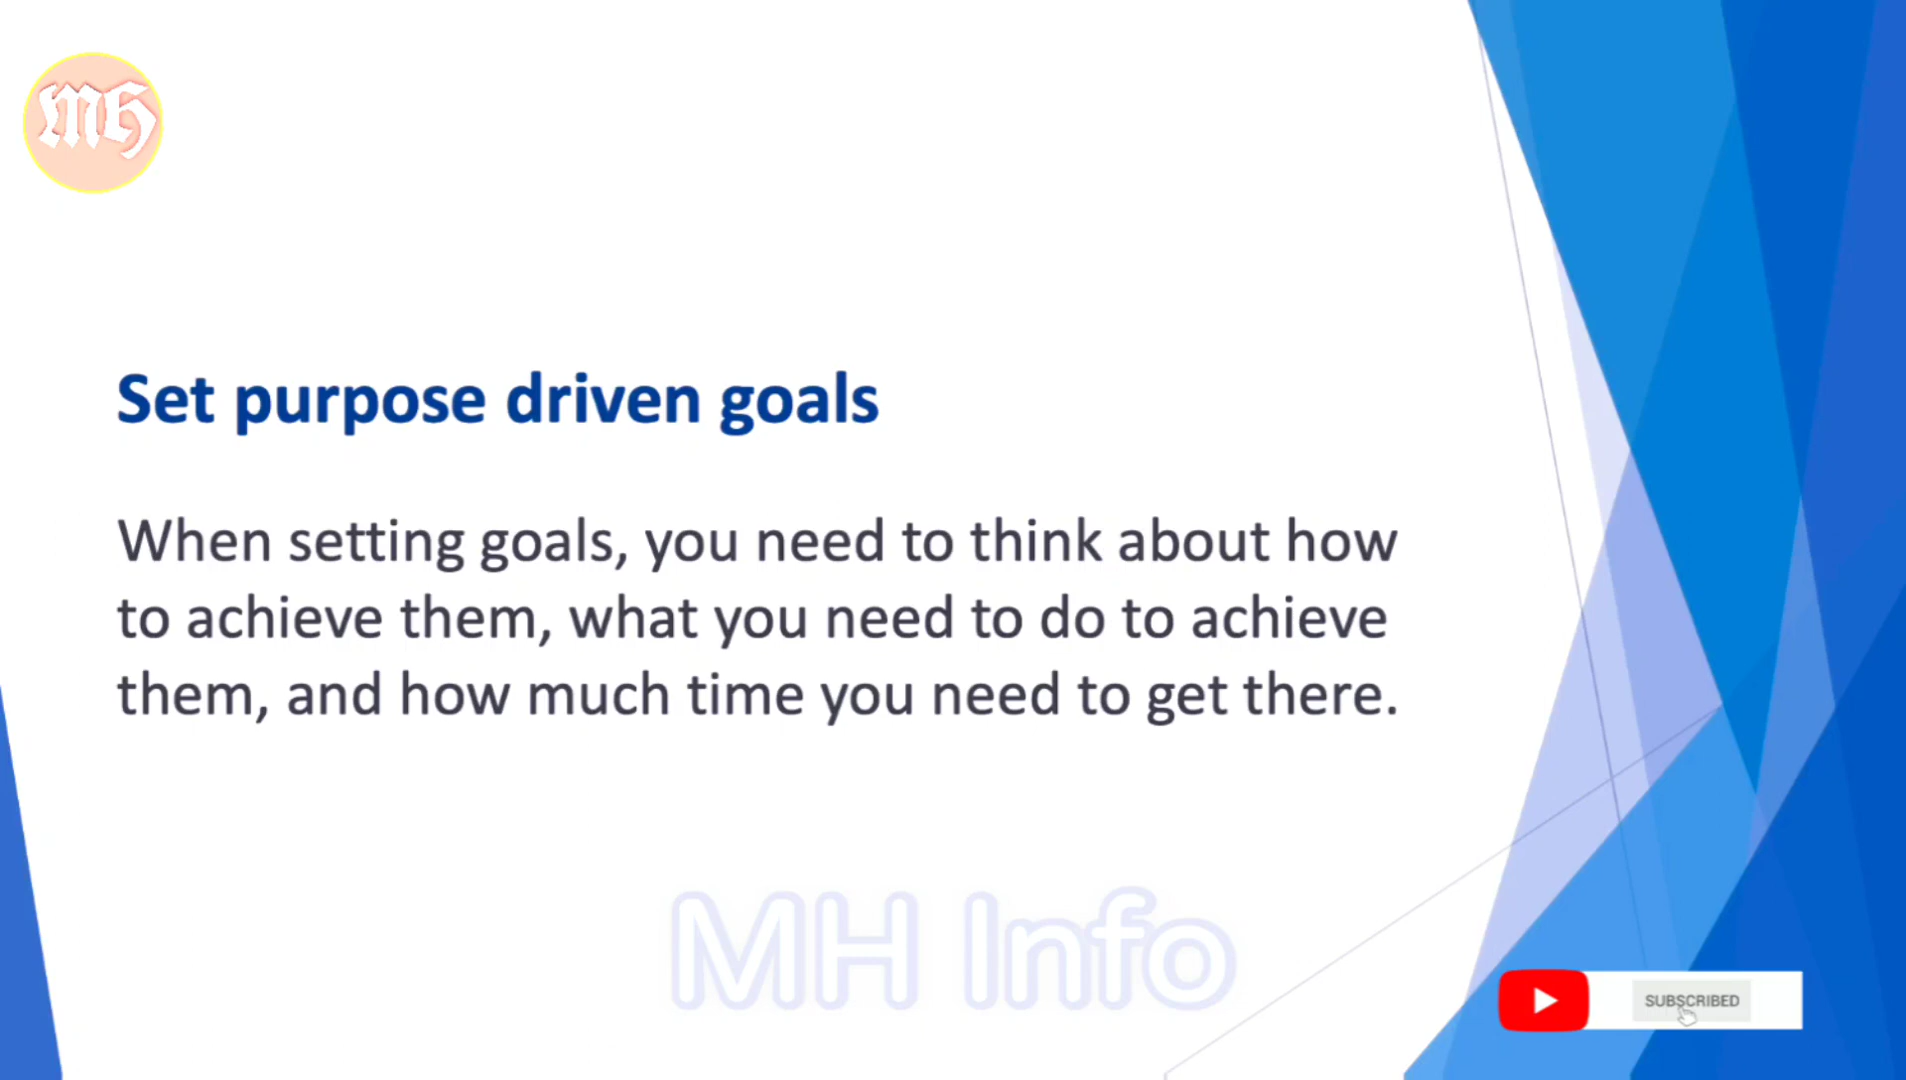 MH
Set purpose driven goals
When setting goals, you need to think about how
to achieve them, what you need to do to achieve
them, and how much time you need to get there.
MH Info
SUBSCRIBED